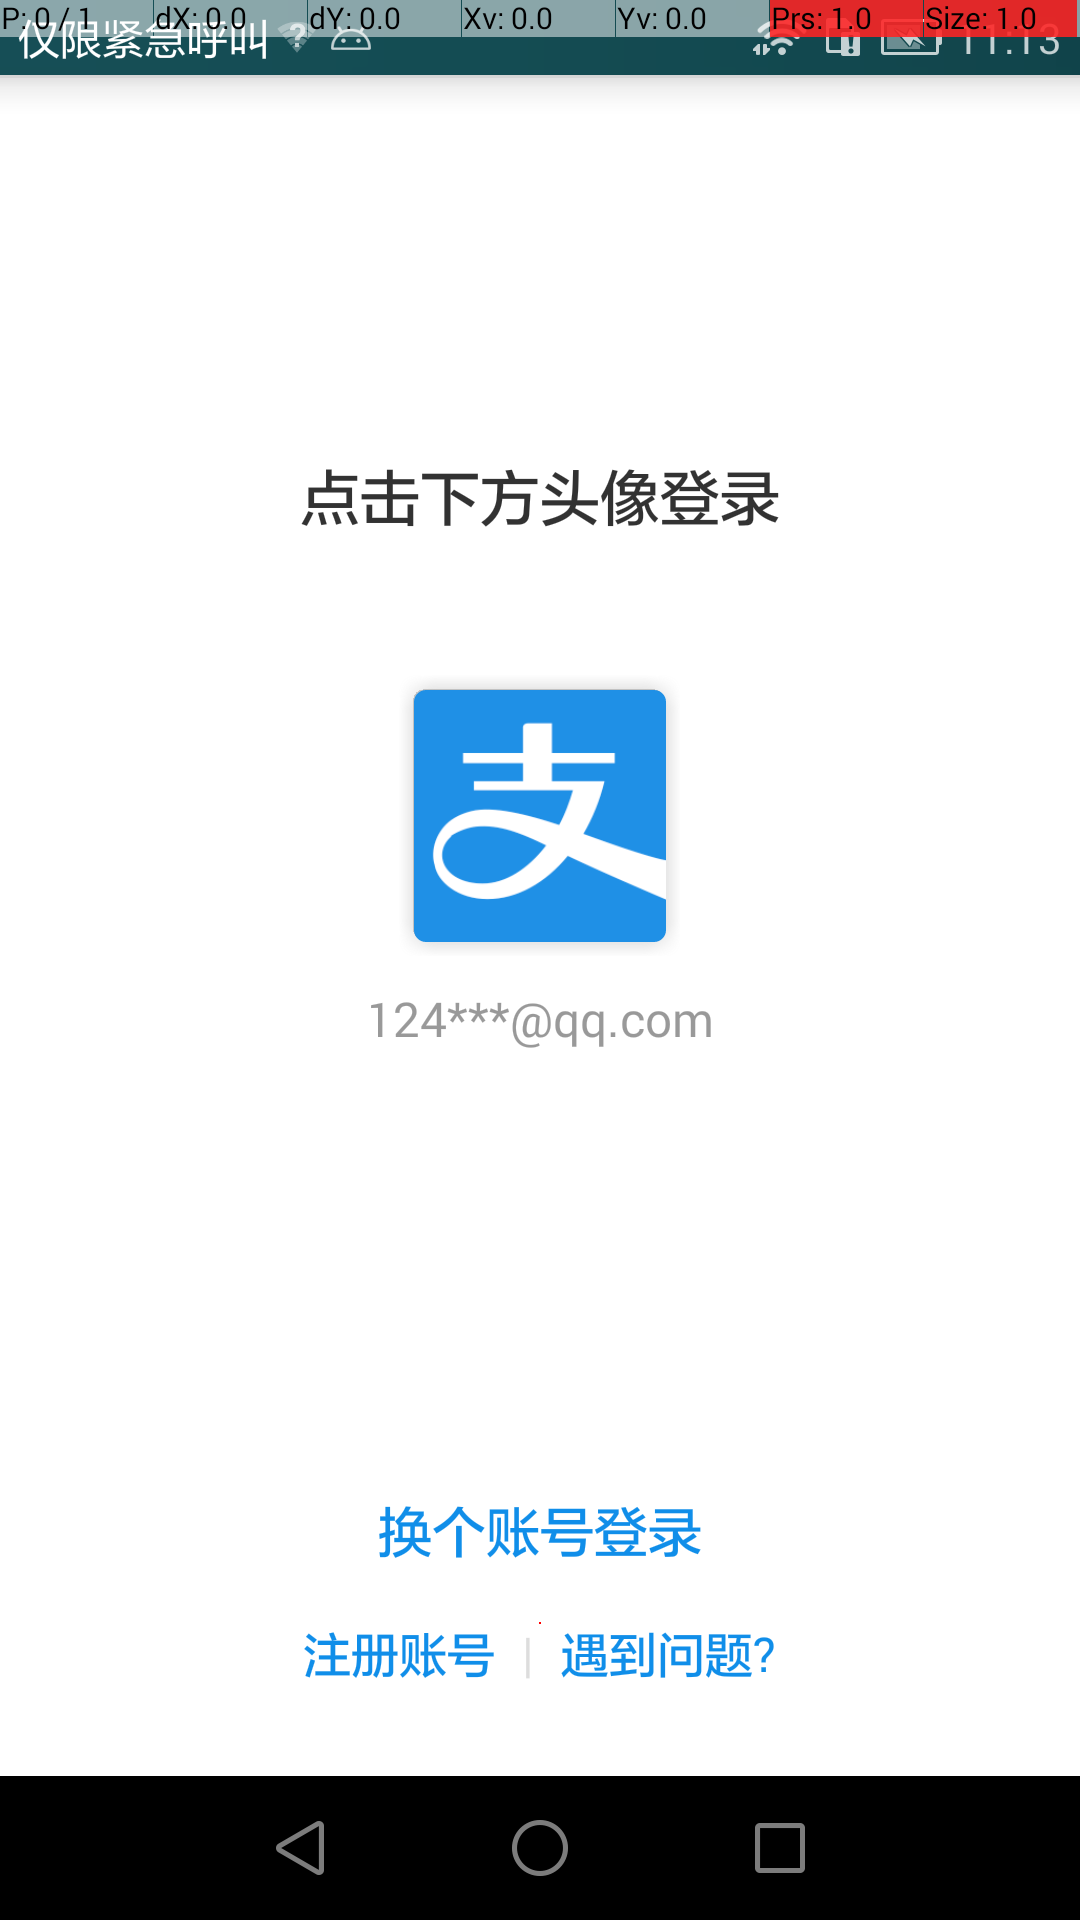 P: 0 / 1 dX: 0.0 dY: 0.0 Xv: 0.0 Yv: 0.0 Prs: 1.0 Size: 1.0
仅限紧急呼叫 11:13
点击下方头像登录
支
124***@qq.com
换个账号登录
注册账号 | 遇到问题?